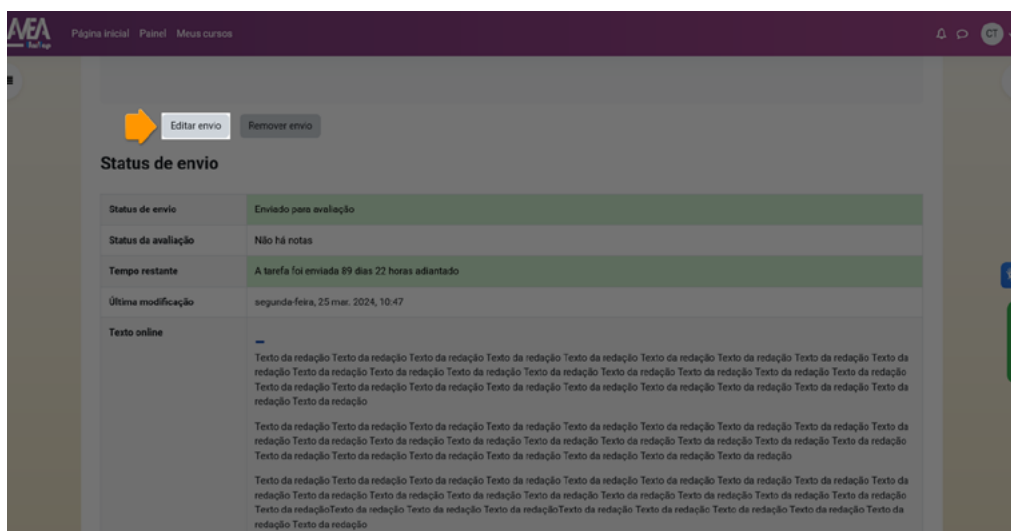 AVEA
Página inicial Painel Meus cursos
CT
Editar envio
Remover envio
Status de envio
Status de envio
Enviado para avaliação
Status da avaliação
Não há notas
Tempo restante
A tarefa foi enviada 89 dias 22 horas adiantado
Última modificação
segunda-feira, 25 mar. 2024, 10:47
Texto online
Texto da redação Texto da redação Texto da redação Texto da redação Texto da redação Texto da redação Texto da redação Texto da redação Texto da
redação Texto da redação Texto da redação Texto da redação Texto da redação Texto da redação Texto da redação Texto da redação Texto da redação
Texto da redação Texto da redação Texto da redação Texto da redação Texto da redação Texto da redação Texto da redação Texto da redação Texto da
redação Texto da redação
Texto da redação Texto da redação Texto da redação Texto da redação Texto da redação Texto da redação Texto da redação Texto da redação Texto da
redação Texto da redação Texto da redação Texto da redação Texto da redação Texto da redação Texto da redação Texto da redação Texto da redação
Texto da redação Texto da redação Texto da redação Texto da redação Texto da redação Texto da redação Texto da redação
Texto da redação Texto da redação Texto da redação Texto da redação Texto da redação Texto da redação Texto da redação Texto da redação Texto da
redação Texto da redação Texto da redação Texto da redação Texto da redação Texto da redação Texto da redação Texto da redação Texto da redação
Texto da redaçãoTexto da redação Texto da redação Texto da redação Texto da redaçãoTexto da redação Texto da redação Texto da redação Texto da redação Texto da
redação Texto da redação